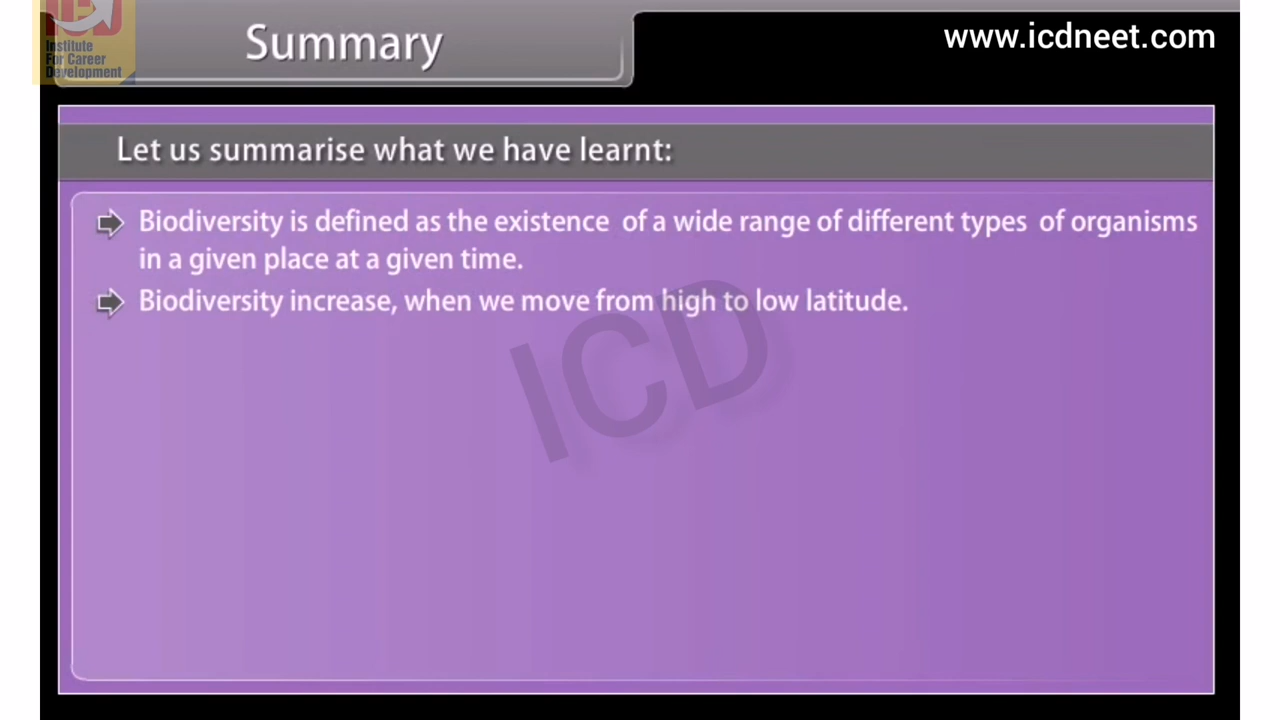 Institute
For Career
Development
Summary
www.icdneet.com
Let us summarise what we have learnt:
Biodiversity is defined as the existence of a wide range of different types of organisms
in a given place at a given time.
Biodiversity increase, when we move from high to low latitude.
ICD